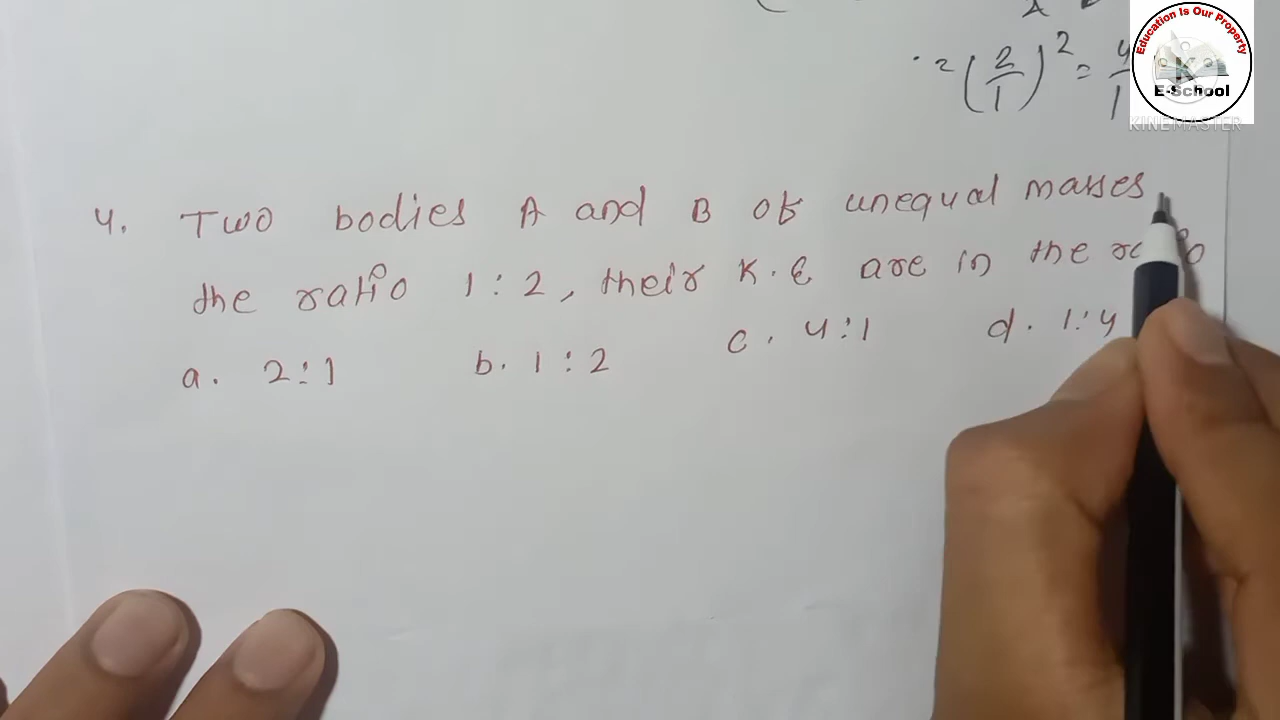 Education Is Our Property
E-School
KINEMASTER
2 (2/1)² = 4/1
4. Two bodies A and B of unequal masses
the ratio 1 : 2, their K.E are in the ratio
a. 2:1 b. 1 : 2 c. 4:1 d. 1:4